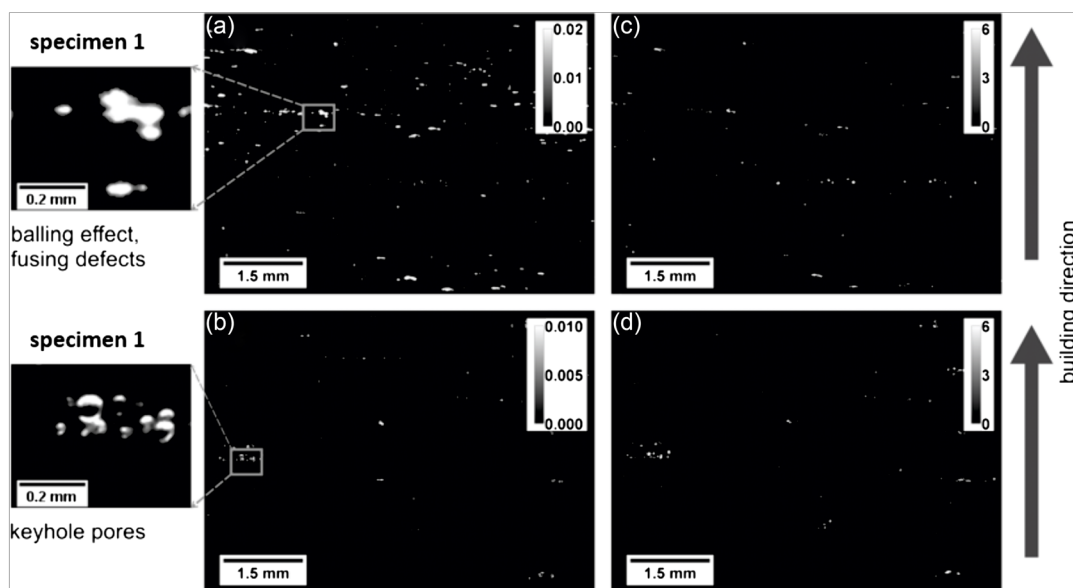 specimen 1
0.2 mm
balling effect,
fusing defects
(a)
0.02
0.01
0.00
1.5 mm
(c)
6
3
0
1.5 mm
specimen 1
0.2 mm
keyhole pores
(b)
0.010
0.005
0.000
1.5 mm
(d)
6
3
0
1.5 mm
building direction